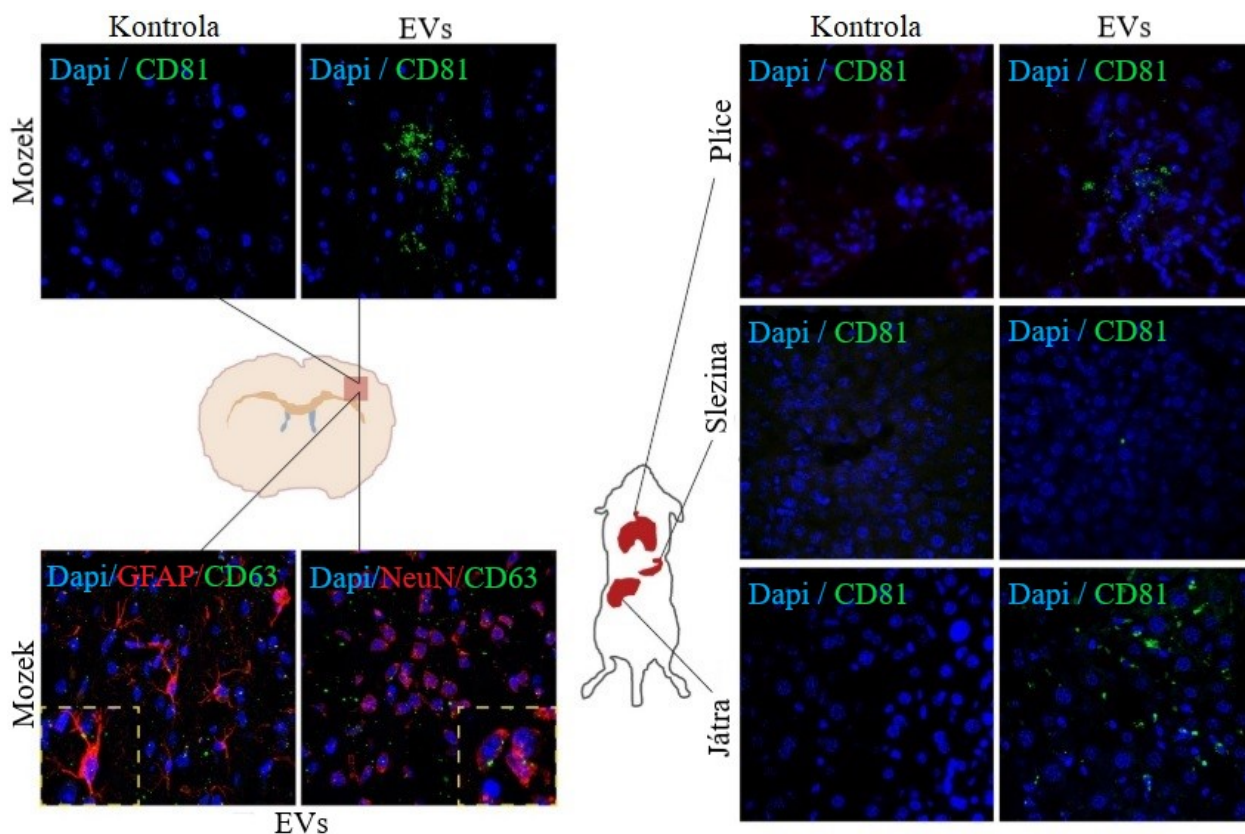 Kontrola
EVs
Dapi / CD81
Dapi / CD81
Mozek
Dapi/GFAP/CD63
Dapi/NeuN/CD63
Mozek
EVs
Kontrola
EVs
Dapi / CD81
Dapi / CD81
Plíce
Dapi / CD81
Dapi / CD81
Slezina
Dapi / CD81
Dapi / CD81
Játra